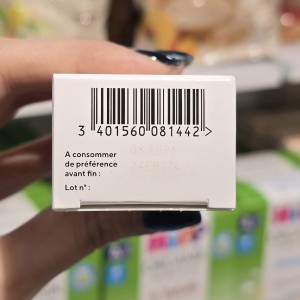 3 401560 081442 >
A consommer
de préférence
avant fin :
Lot n° :